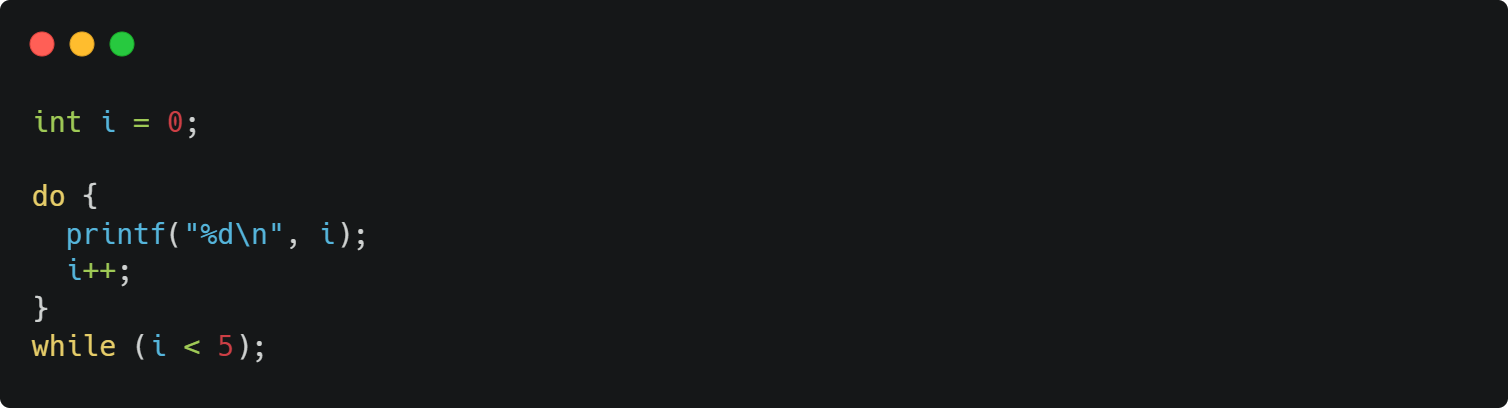 int i = 0;

do {
  printf("%d\n", i);
  i++;
}
while (i < 5);